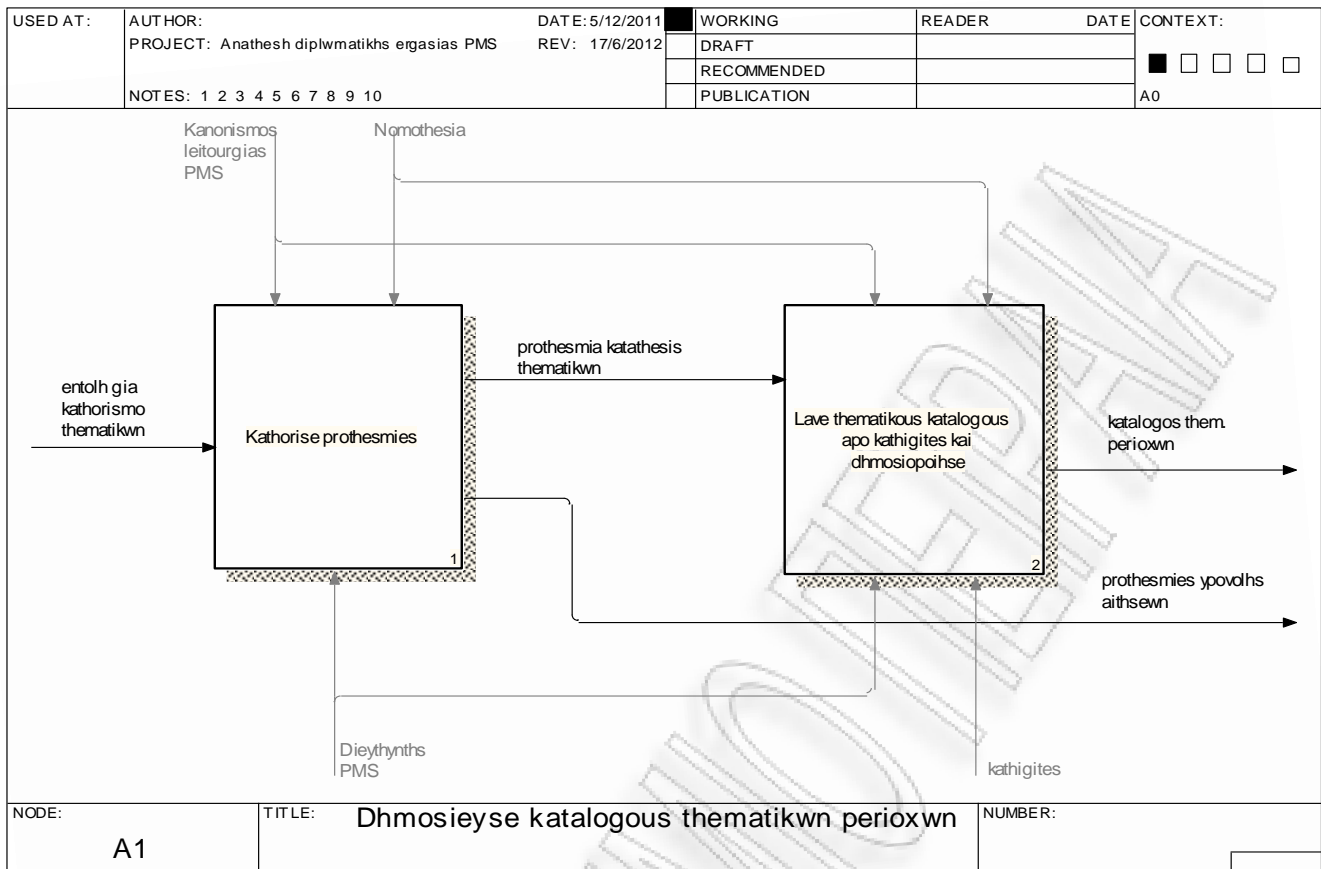 USED AT:
AUTHOR:
DATE: 5/12/2011
WORKING
READER
DATE
CONTEXT:
PROJECT: Anathesh diplwmatikhs ergasias PMS
REV: 17/6/2012
DRAFT
RECOMMENDED
NOTES: 1 2 3 4 5 6 7 8 9 10
PUBLICATION
A0
Kanonismos
leitourgias
PMS
Nomothesia
prothesmia katathesis
thematikwn
entolh gia
kathorismo
thematikwn
Kathorise prothesmies
1
Lave thematikous katalogous
apo kathigites kai
dhmosiopoihse
2
katalogos them.
perioxwn
prothesmies ypovolhs
aithsewn
Dieythynths
PMS
kathigites
NODE:
A1
TITLE:
Dhmosieyse katalogous thematikwn perioxwn
NUMBER: